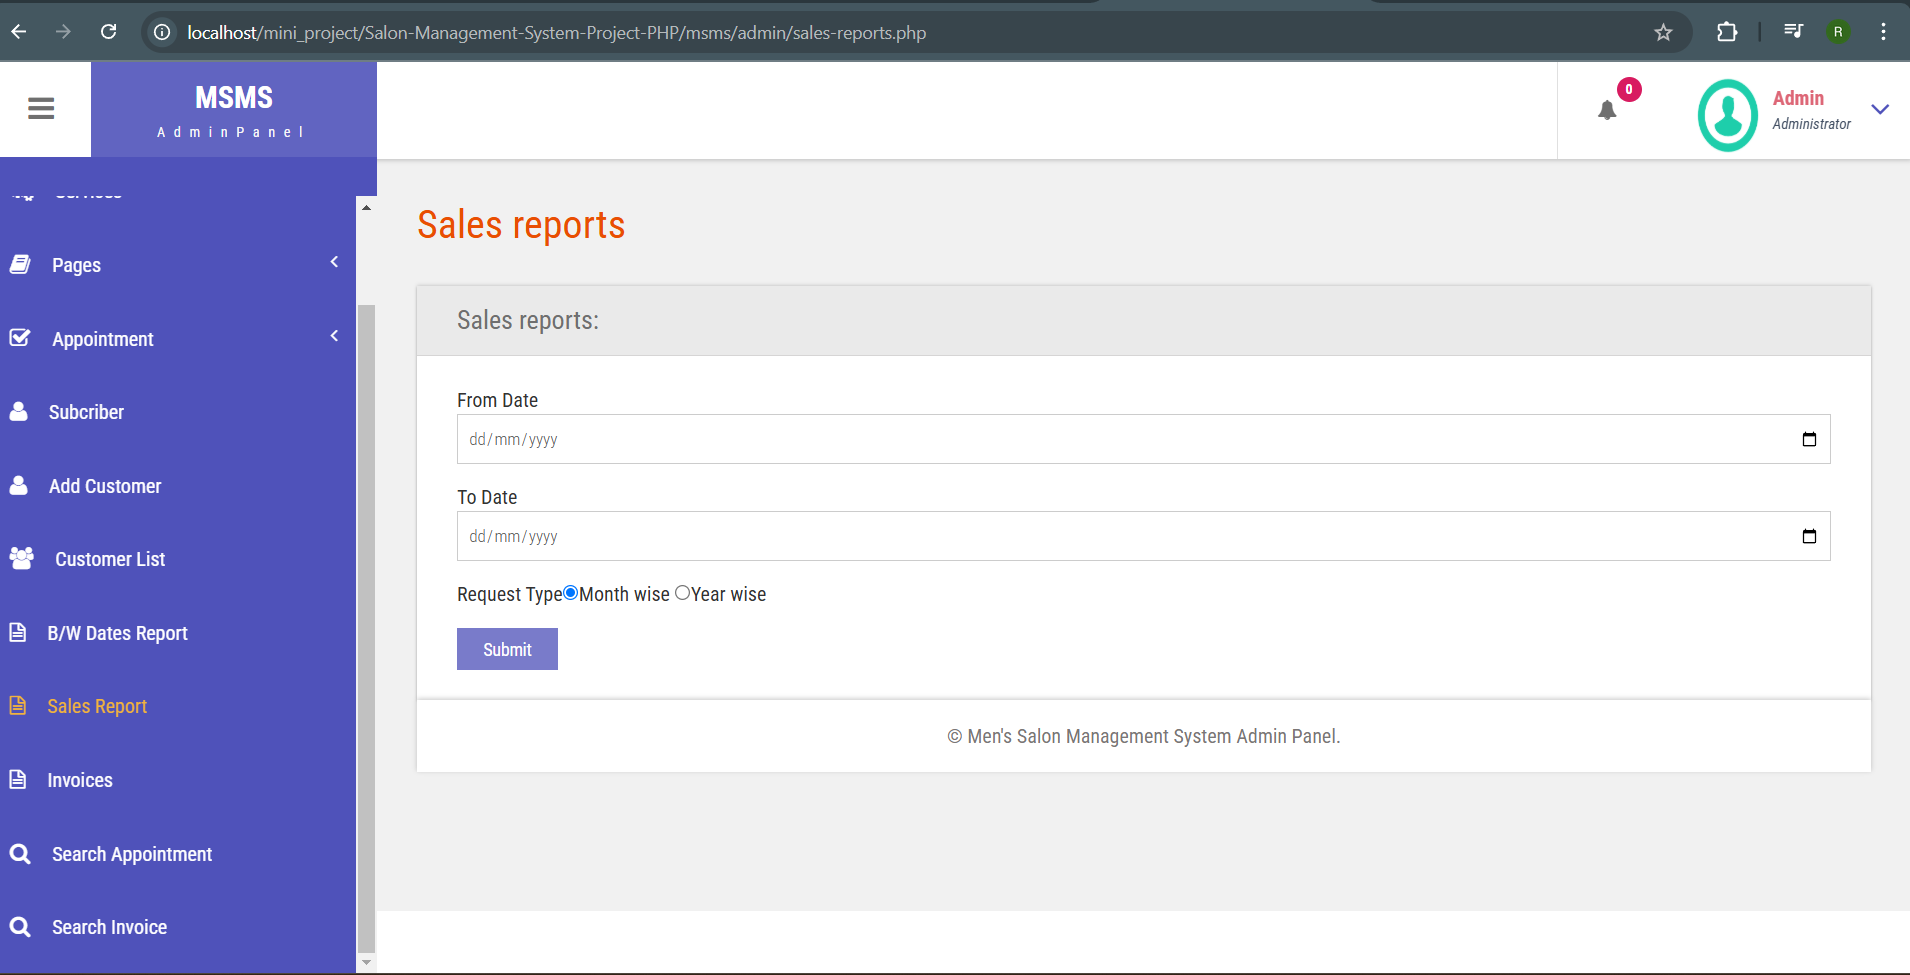 localhost/mini_project/Salon-Management-System-Project-PHP/msms/admin/sales-reports.php
R
MSMS
AdminPanel
0
Admin
Administrator
Services
Pages
Appointment
Subcriber
Add Customer
Customer List
B/W Dates Report
Sales Report
Invoices
Search Appointment
Search Invoice
Sales reports
Sales reports:
From Date
dd/mm/yyyy
To Date
dd/mm/yyyy
Request Type Month wise Year wise
Submit
© Men's Salon Management System Admin Panel.